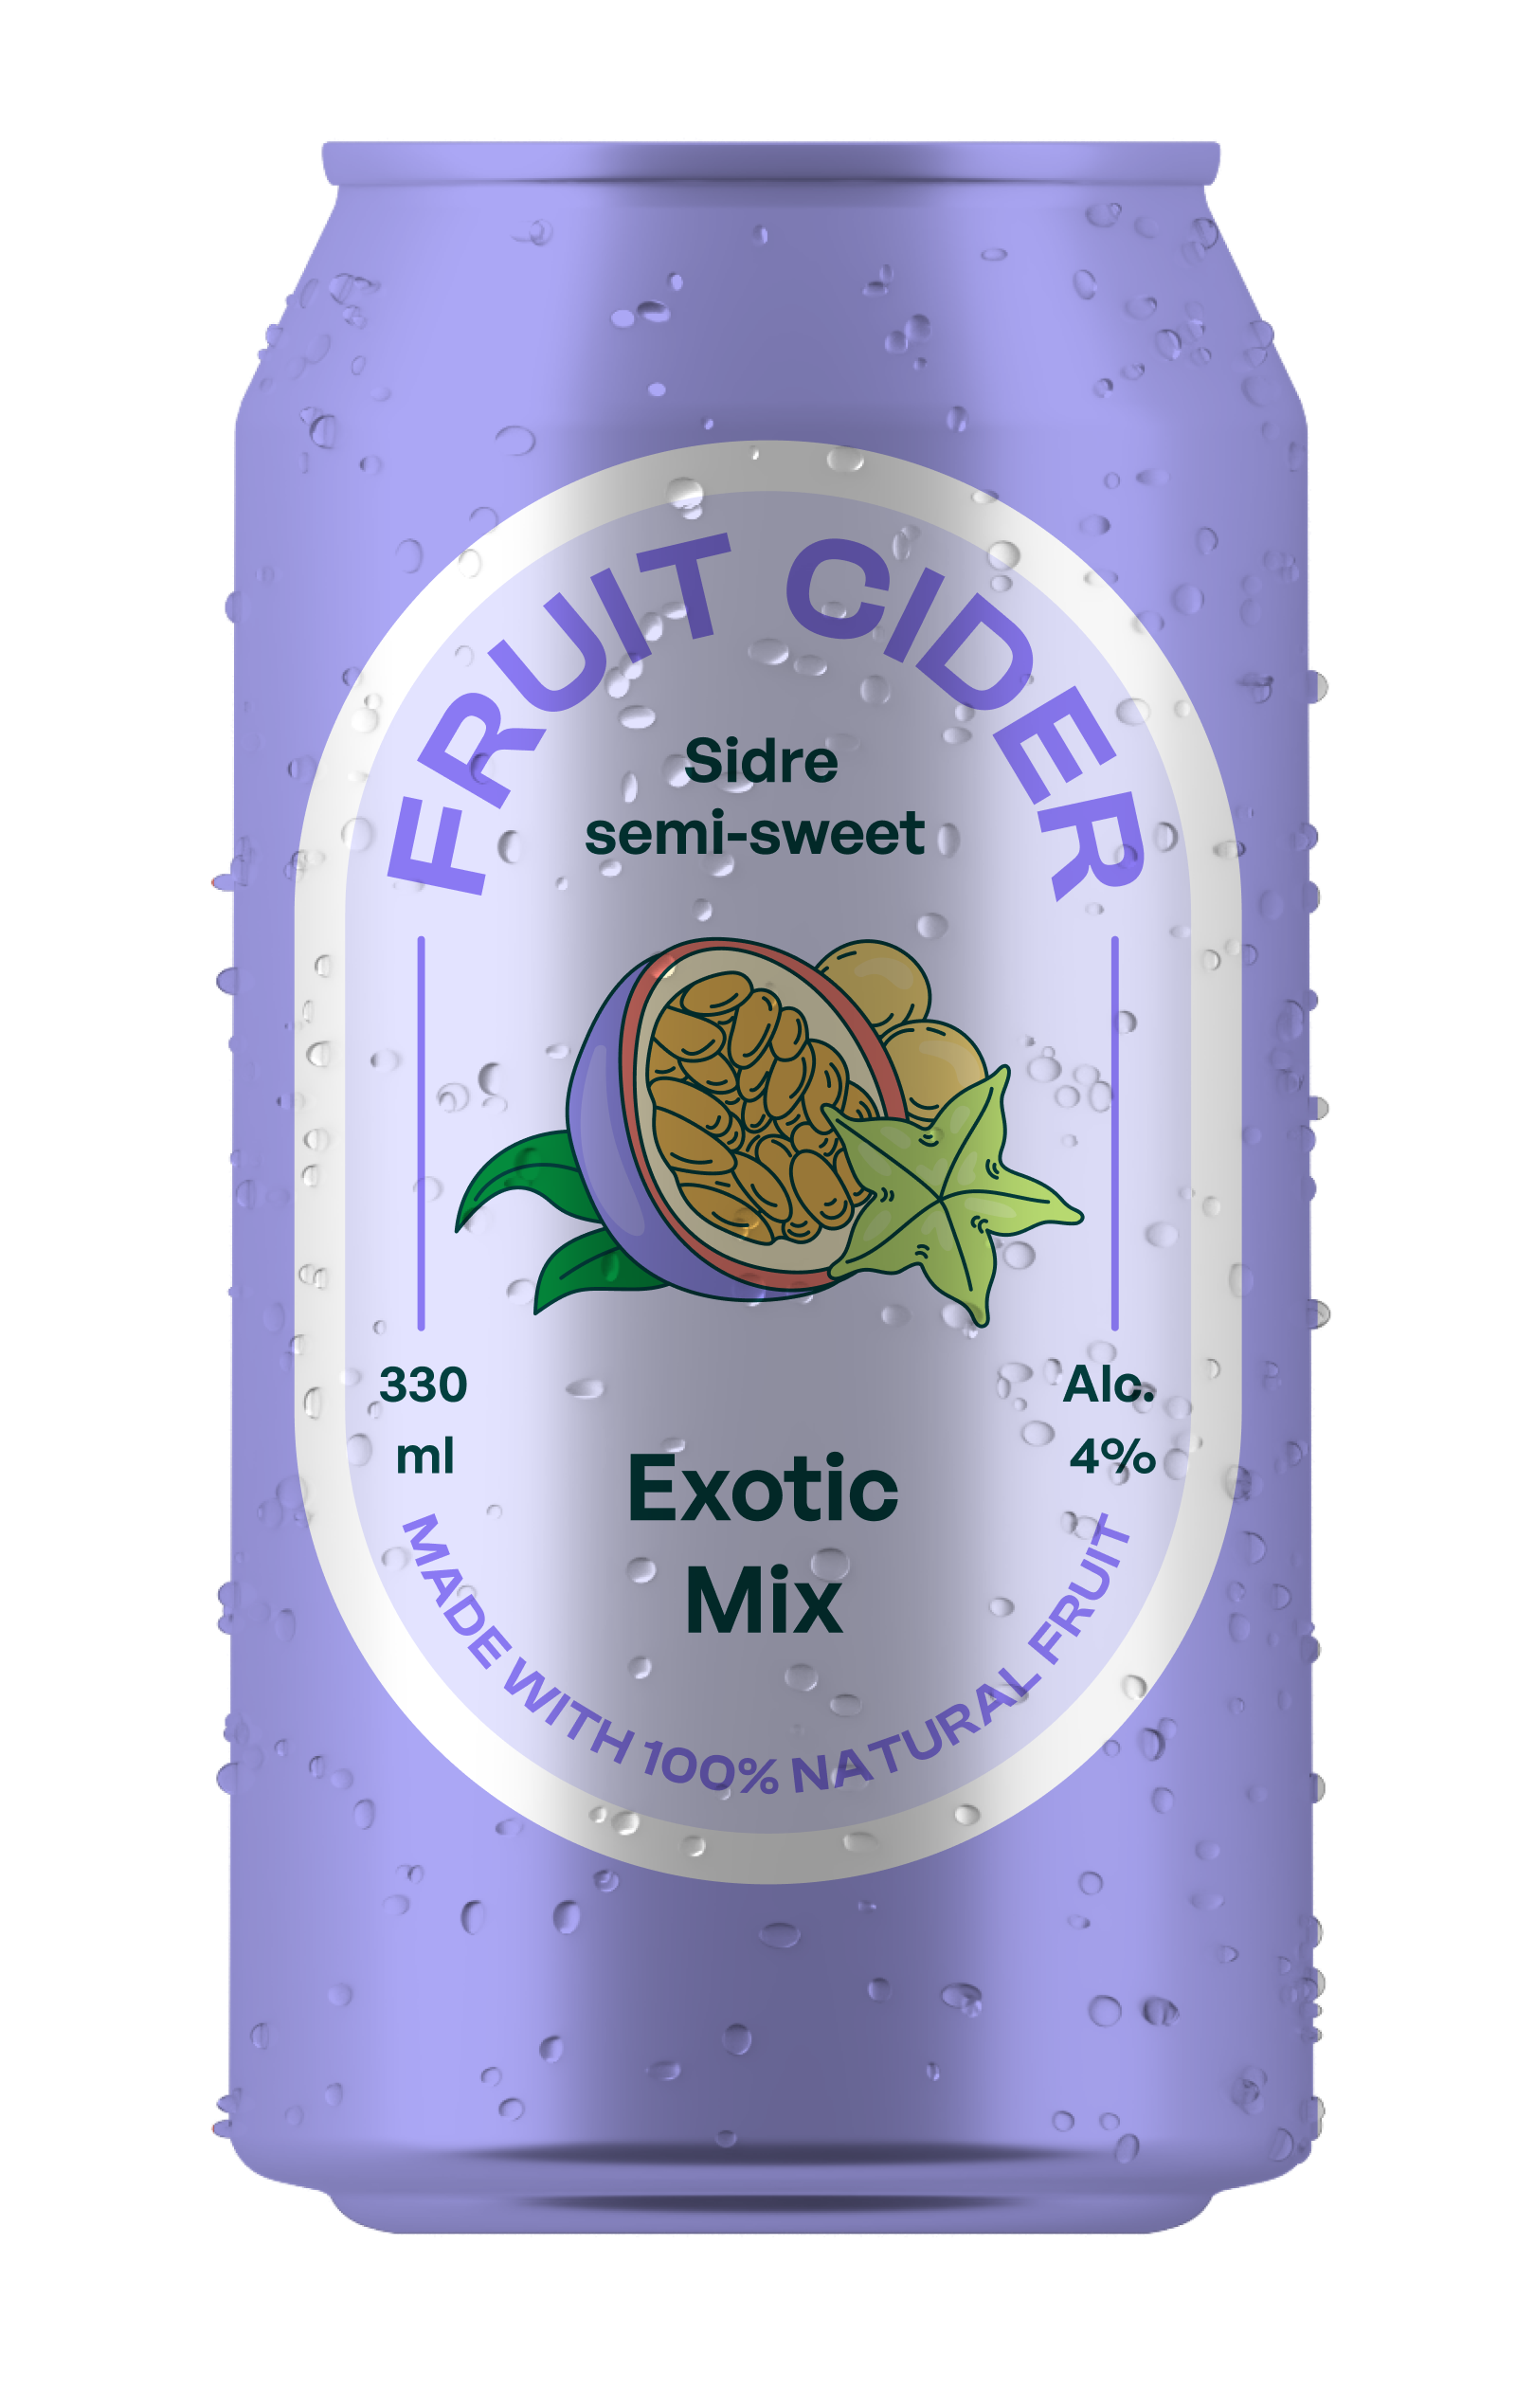 FRUIT CIDER
Sidre
semi-sweet
330
ml
Alc.
4%
Exotic
Mix
MADE WITH 100% NATURAL FRUIT